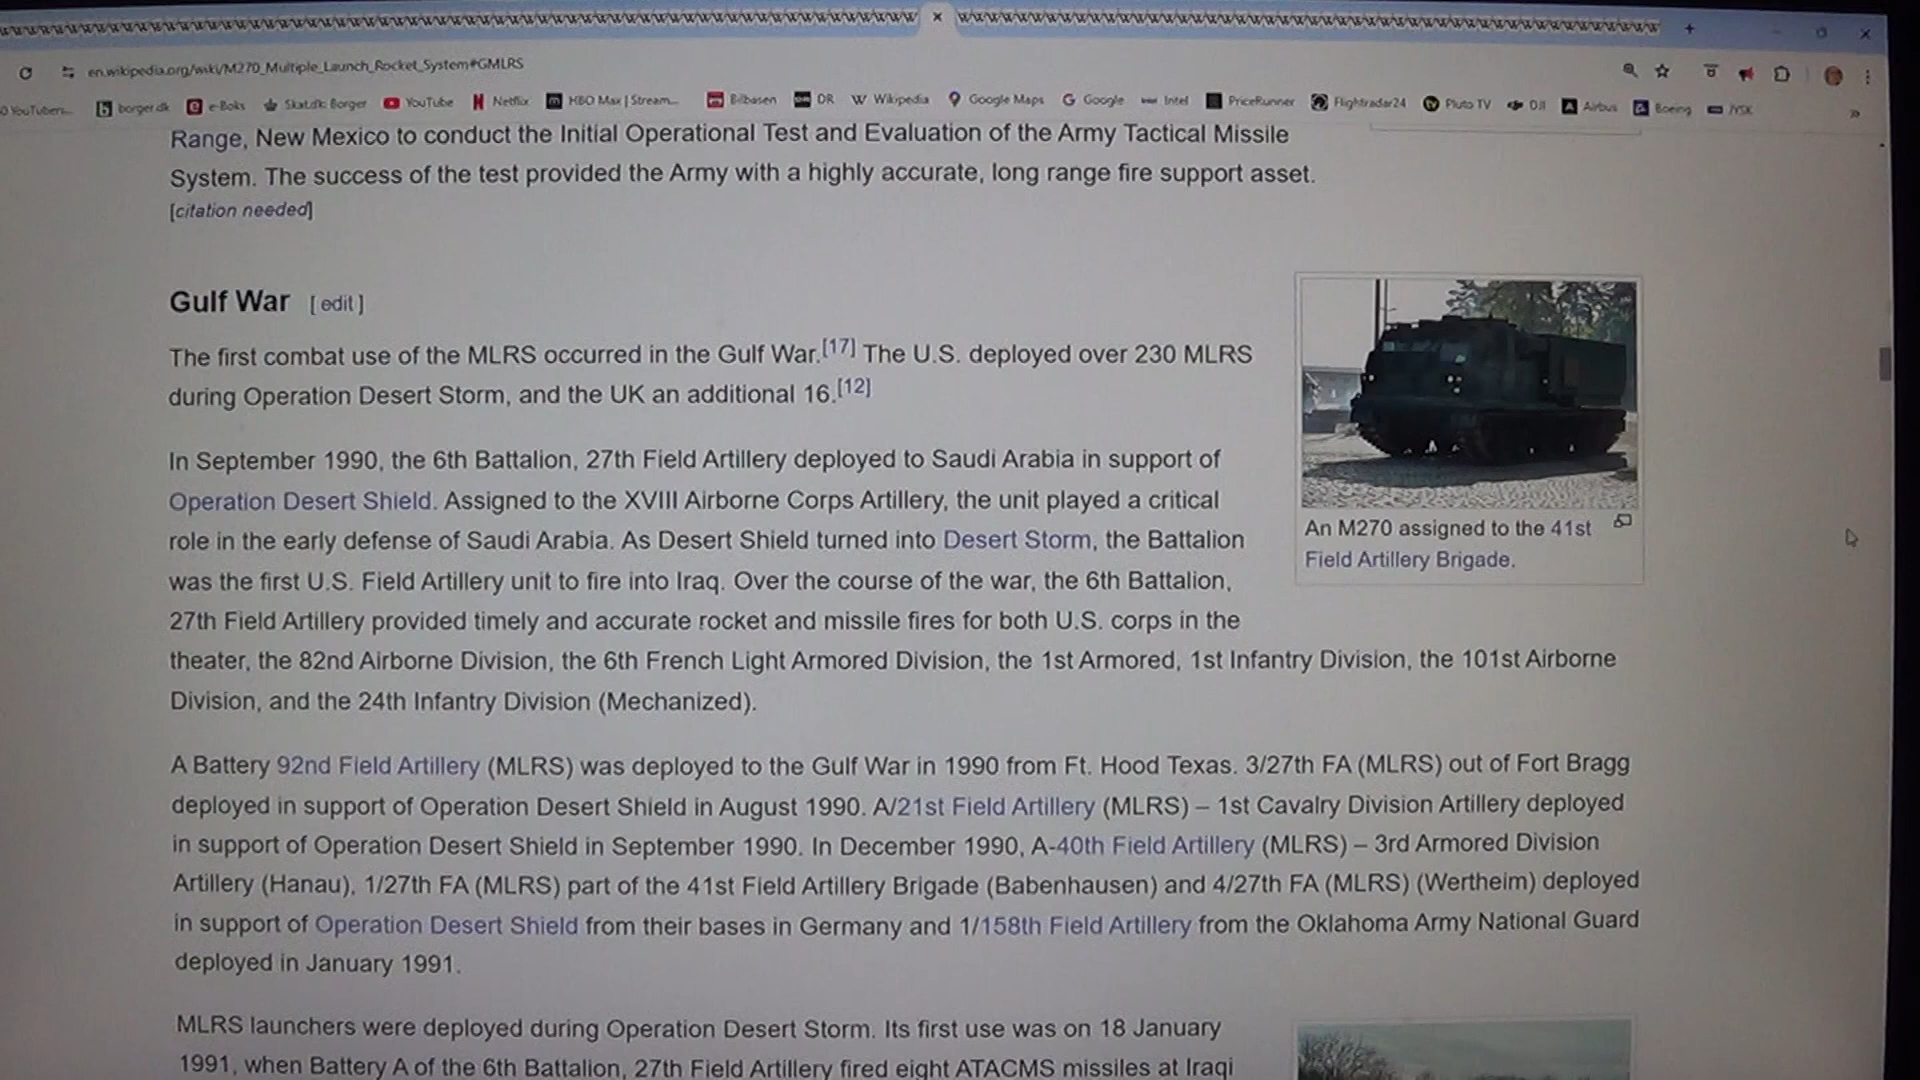 en.wikipedia.org/wiki/M270_Multiple_Launch_Rocket_System#GMLRS
YouTuben... borger.dk e-Boks Skat.dk: Borger YouTube Netflix HBO Max | Stream... Bilbasen DR Wikipedia Google Maps Google Intel PriceRunner Flightradar24 Pluto TV DJI Airbus Boeing JYSK »
Range, New Mexico to conduct the Initial Operational Test and Evaluation of the Army Tactical Missile
System. The success of the test provided the Army with a highly accurate, long range fire support asset.
[citation needed]
Gulf War [ edit ]
The first combat use of the MLRS occurred in the Gulf War.[17] The U.S. deployed over 230 MLRS
during Operation Desert Storm, and the UK an additional 16.[12]
In September 1990, the 6th Battalion, 27th Field Artillery deployed to Saudi Arabia in support of
Operation Desert Shield. Assigned to the XVIII Airborne Corps Artillery, the unit played a critical
role in the early defense of Saudi Arabia. As Desert Shield turned into Desert Storm, the Battalion
was the first U.S. Field Artillery unit to fire into Iraq. Over the course of the war, the 6th Battalion,
27th Field Artillery provided timely and accurate rocket and missile fires for both U.S. corps in the
theater, the 82nd Airborne Division, the 6th French Light Armored Division, the 1st Armored, 1st Infantry Division, the 101st Airborne
Division, and the 24th Infantry Division (Mechanized).
An M270 assigned to the 41st
Field Artillery Brigade.
A Battery 92nd Field Artillery (MLRS) was deployed to the Gulf War in 1990 from Ft. Hood Texas. 3/27th FA (MLRS) out of Fort Bragg
deployed in support of Operation Desert Shield in August 1990. A/21st Field Artillery (MLRS) – 1st Cavalry Division Artillery deployed
in support of Operation Desert Shield in September 1990. In December 1990, A-40th Field Artillery (MLRS) – 3rd Armored Division
Artillery (Hanau), 1/27th FA (MLRS) part of the 41st Field Artillery Brigade (Babenhausen) and 4/27th FA (MLRS) (Wertheim) deployed
in support of Operation Desert Shield from their bases in Germany and 1/158th Field Artillery from the Oklahoma Army National Guard
deployed in January 1991.
MLRS launchers were deployed during Operation Desert Storm. Its first use was on 18 January
1991, when Battery A of the 6th Battalion, 27th Field Artillery fired eight ATACMS missiles at Iraqi